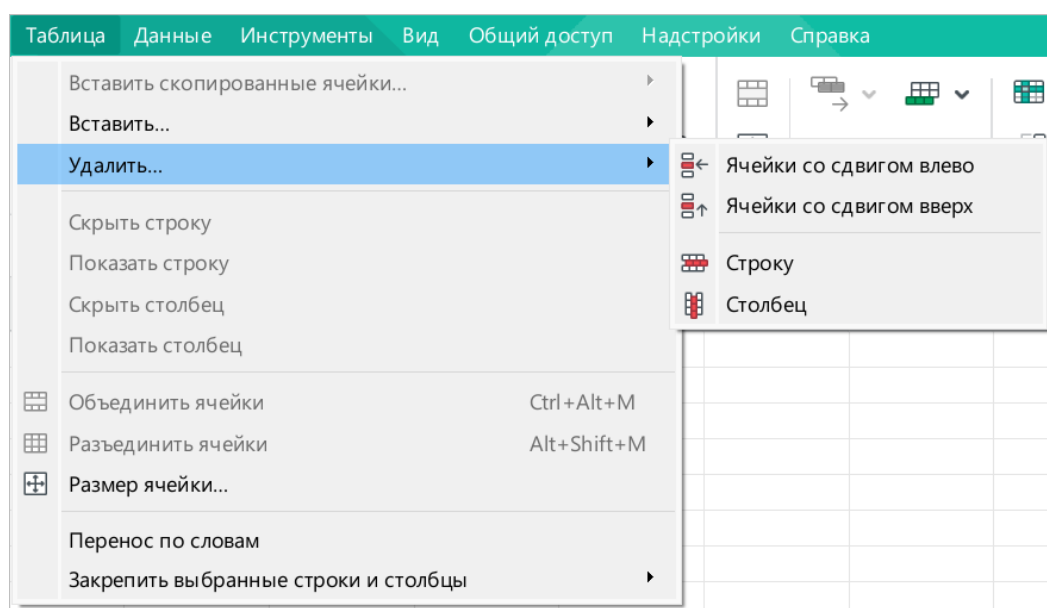 Таблица Данные Инструменты Вид Общий доступ Надстройки Справка
Вставить скопированные ячейки...
Вставить...
Удалить...
Ячейки со сдвигом влево
Ячейки со сдвигом вверх
Строку
Столбец
Скрыть строку
Показать строку
Скрыть столбец
Показать столбец
Объединить ячейки Ctrl+Alt+M
Разъединить ячейки Alt+Shift+M
Размер ячейки...
Перенос по словам
Закрепить выбранные строки и столбцы